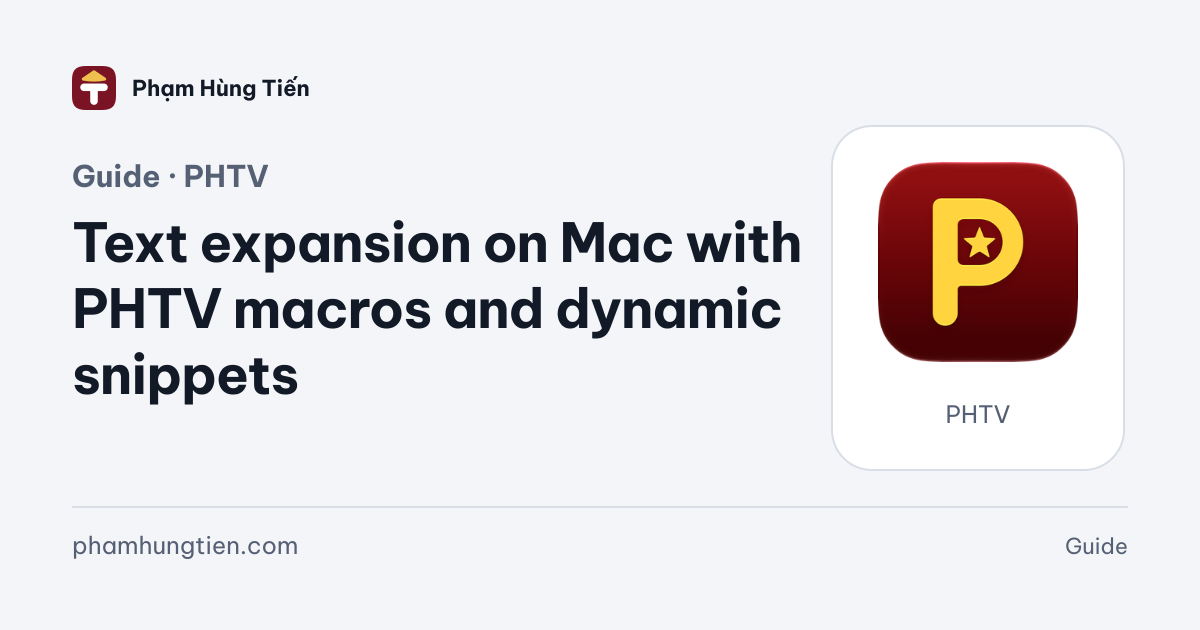 Phạm Hùng Tiến
Guide · PHTV
Text expansion on Mac with
PHTV macros and dynamic
snippets
PHTV
phamhungtien.com
Guide